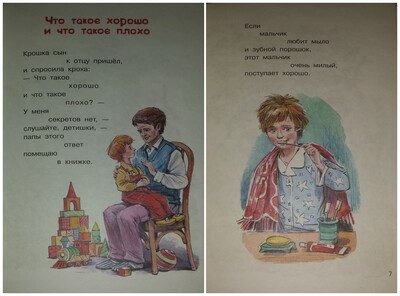 Что такое хорошо
и что такое плохо
Крошка сын
к отцу пришёл,
и спросила кроха:
— Что такое
хорошо
и что такое
плохо? —
У меня
секретов нет, —
слушайте, детишки, —
папы этого
ответ
помещаю
в книжке.
Если
мальчик
любит мыло
и зубной порошок,
этот мальчик
очень милый,
поступает хорошо.
7